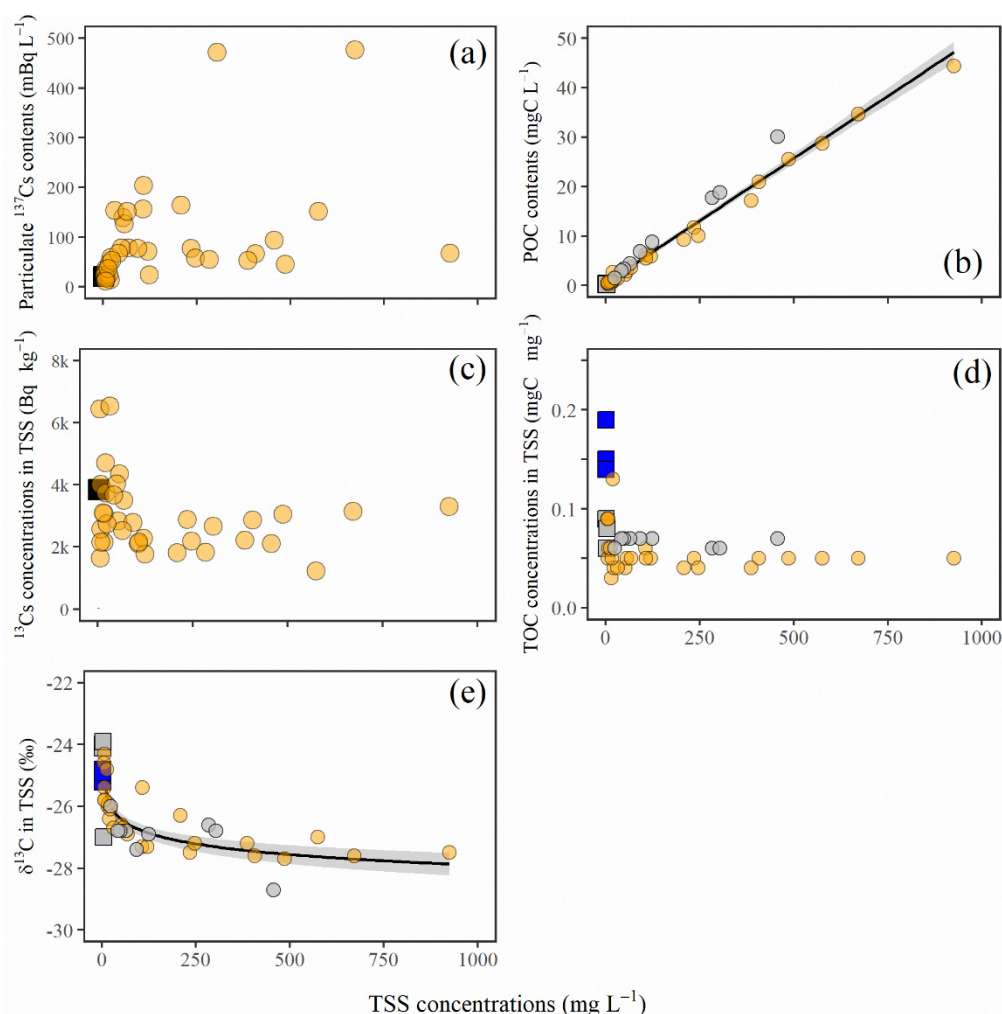 Particulate ¹³⁷Cs contents (mBq L⁻¹)
500
400
300
200
100
0
(a)
POC contents (mgC L⁻¹)
50
40
30
20
10
0
(b)
¹³Cs concentrations in TSS (Bq kg⁻¹)
8k
6k
4k
2k
0
(c)
TOC concentrations in TSS (mgC mg⁻¹)
0.2
0.1
0.0
(d)
0
250
500
750
1000
δ¹³C in TSS (‰)
-22
-24
-26
-28
-30
(e)
0
250
500
750
1000
TSS concentrations (mg L⁻¹)